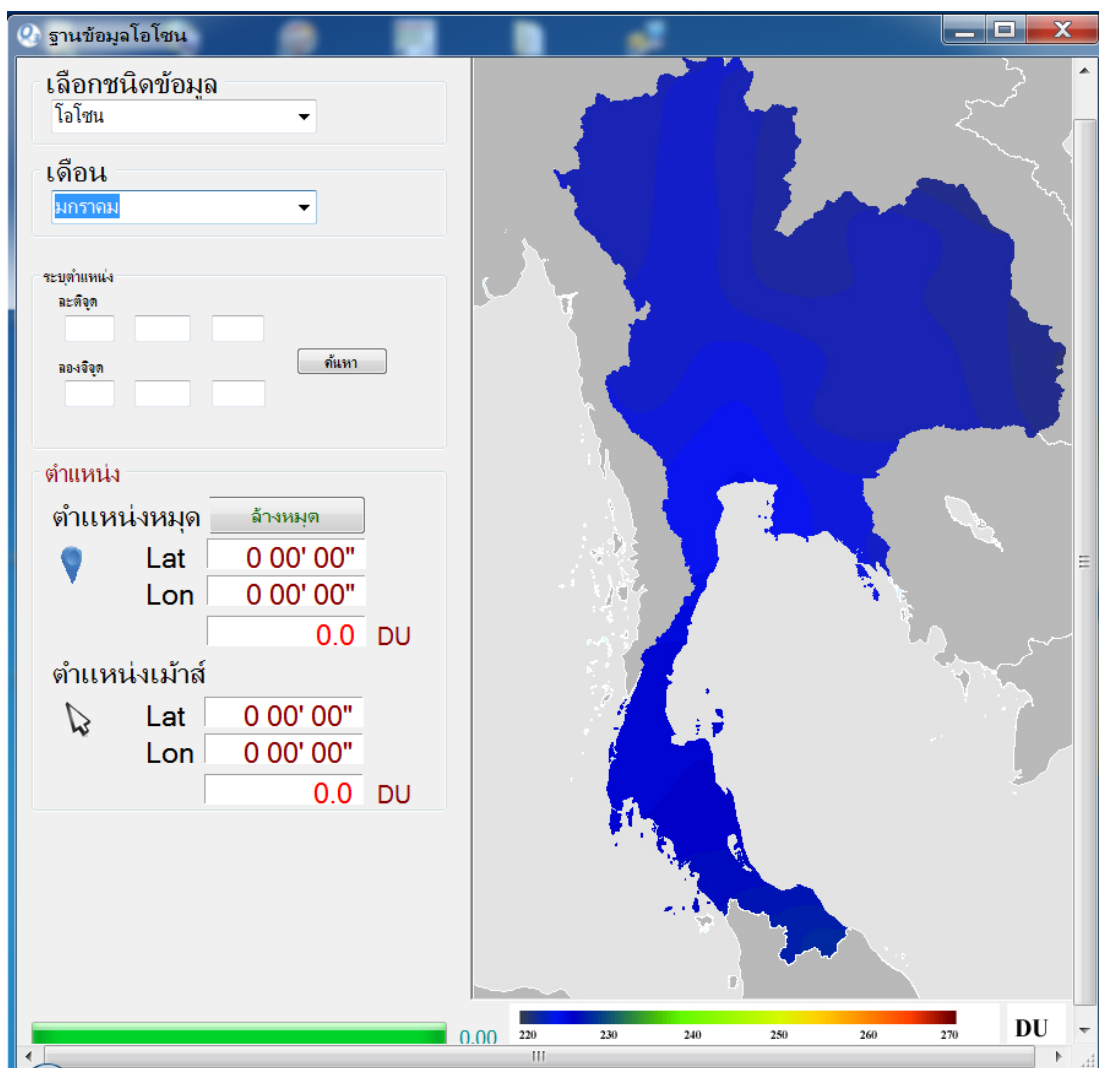 ฐานข้อมูลโอโซน
เลือกชนิดข้อมูล
โอโซน
เดือน
มกราคม
ระบุตำแหน่ง
ละติจูด
ลองจิจูด
ค้นหา
ตำแหน่ง
ตำแหน่งหมุด ล้างหมุด
Lat 0 00' 00"
Lon 0 00' 00"
0.0 DU
ตำแหน่งเม้าส์
Lat 0 00' 00"
Lon 0 00' 00"
0.0 DU
0.00
220 230 240 250 260 270 DU